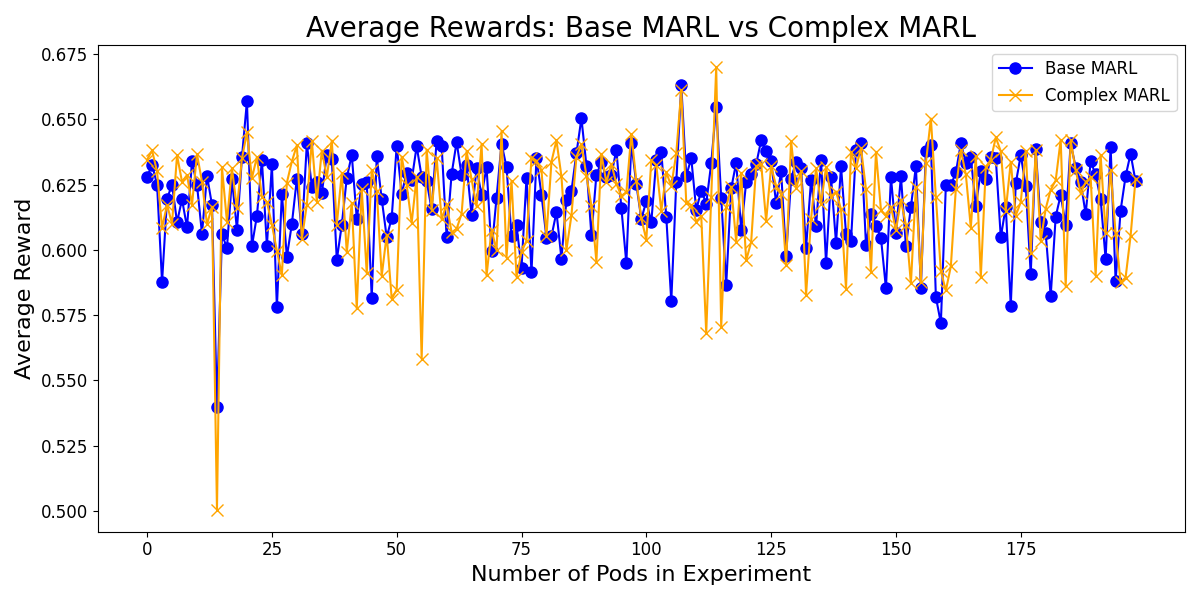 Average Rewards: Base MARL vs Complex MARL
0.675
0.650
0.625
0.600
0.575
0.550
0.525
0.500
Average Reward
Base MARL
Complex MARL
0 25 50 75 100 125 150 175
Number of Pods in Experiment